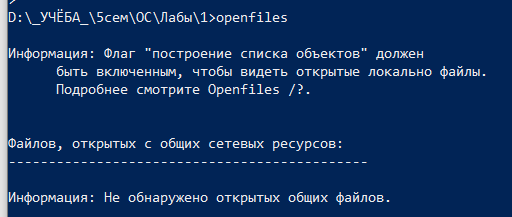 D:\_УЧЁБА_\5сем\ОС\Лабы\1>openfiles
Информация: Флаг "построение списка объектов" должен
быть включенным, чтобы видеть открытые локально файлы.
Подробнее смотрите Openfiles /?.
Файлов, открытых с общих сетевых ресурсов:
---------------------------------------------
Информация: Не обнаружено открытых общих файлов.